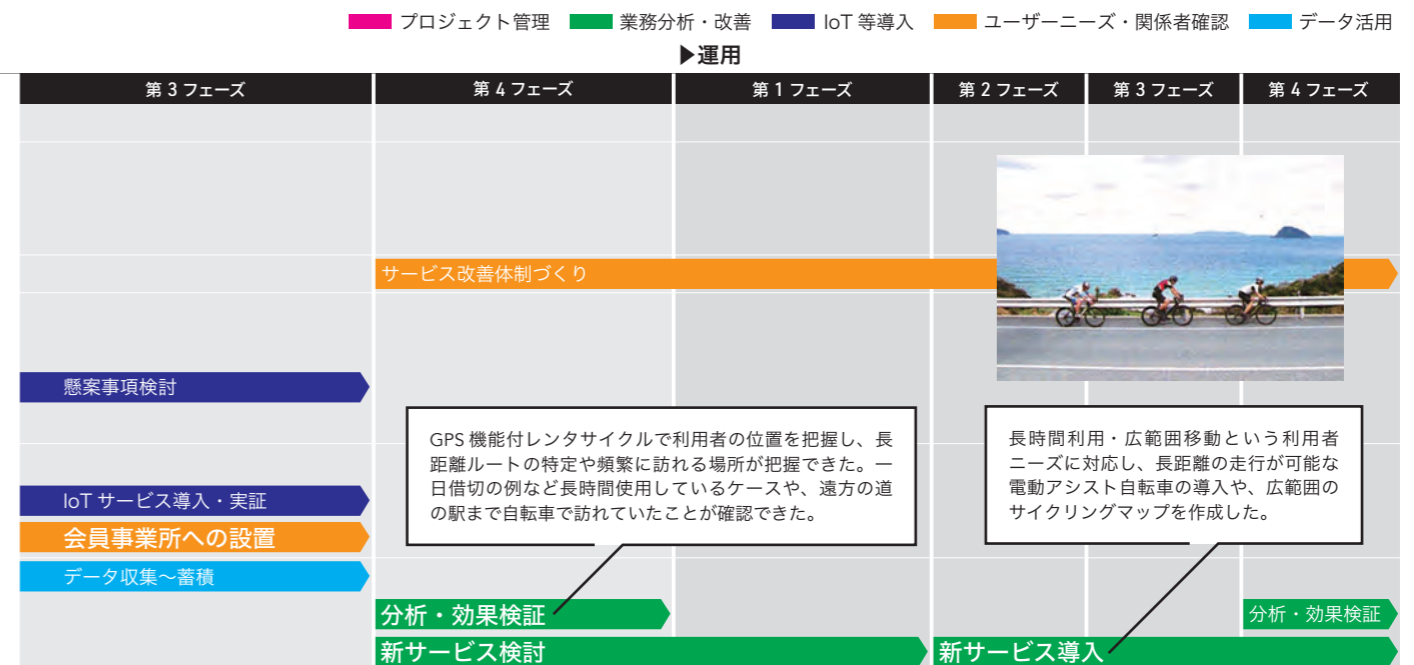 プロジェクト管理 業務分析・改善 IoT 等導入 ユーザーニーズ・関係者確認 データ活用
▶運用
第 3 フェーズ 第 4 フェーズ 第 1 フェーズ 第 2 フェーズ 第 3 フェーズ 第 4 フェーズ
サービス改善体制づくり
懸案事項検討
GPS 機能付レンタサイクルで利用者の位置を把握し、長
距離ルートの特定や頻繁に訪れる場所が把握できた。一
日借切の例など長時間使用しているケースや、遠方の道
の駅まで自転車で訪れていたことが確認できた。
長時間利用・広範囲移動という利用者
ニーズに対応し、長距離の走行が可能な
電動アシスト自転車の導入や、広範囲の
サイクリングマップを作成した。
IoT サービス導入・実証
会員事業所への設置
データ収集〜蓄積
分析・効果検証 分析・効果検証
新サービス検討 新サービス導入